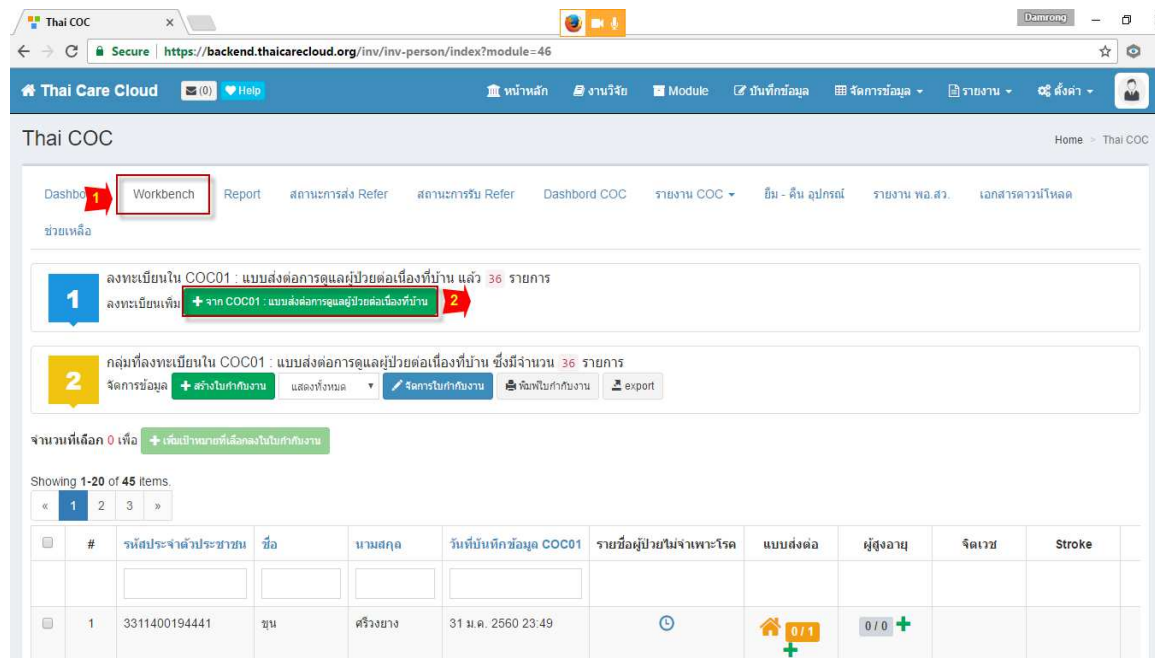 Thai COC
Damrong
Secure https://backend.thaicarecloud.org/inv/inv-person/index?module=46
Thai Care Cloud (0) Help หน้าหลัก งานวิจัย Module บันทึกข้อมูล จัดการข้อมูล รายงาน ตั้งค่า
Thai COC
Home > Thai COC
1 Workbench Report สถานะการส่ง Refer สถานะการรับ Refer Dashbord COC รายงาน COC ยืม - คืน อุปกรณ์ รายงาน พอ.สว. เอกสารดาวน์โหลด
ช่วยเหลือ
1
ลงทะเบียนใน COC01 : แบบส่งต่อการดูแลผู้ป่วยต่อเนื่องที่บ้าน แล้ว 36 รายการ
ลงทะเบียนเพิ่ม + จาก COC01 : แบบส่งต่อการดูแลผู้ป่วยต่อเนื่องที่บ้าน 2
2
กลุ่มที่ลงทะเบียนใน COC01 : แบบส่งต่อการดูแลผู้ป่วยต่อเนื่องที่บ้าน ซึ่งมีจำนวน 36 รายการ
จัดการข้อมูล + สร้างใบกำกับงาน แสดงทั้งหมด จัดการใบกำกับงาน พิมพ์ใบกำกับงาน export
จำนวนที่เลือก 0 เพื่อ + เพิ่มเป้าหมายที่เลือกลงในใบกำกับงาน
Showing 1-20 of 45 items.
« 1 2 3 »
# รหัสประจำตัวประชาชน ชื่อ นามสกุล วันที่บันทึกข้อมูล COC01 รายชื่อผู้ป่วยไม่จำเพาะโรค แบบส่งต่อ ผู้สูงอายุ จิตเวช Stroke
1 3311400194441 ขุน ศรีวงยาง 31 ม.ค. 2560 23:49 0/1 0/0